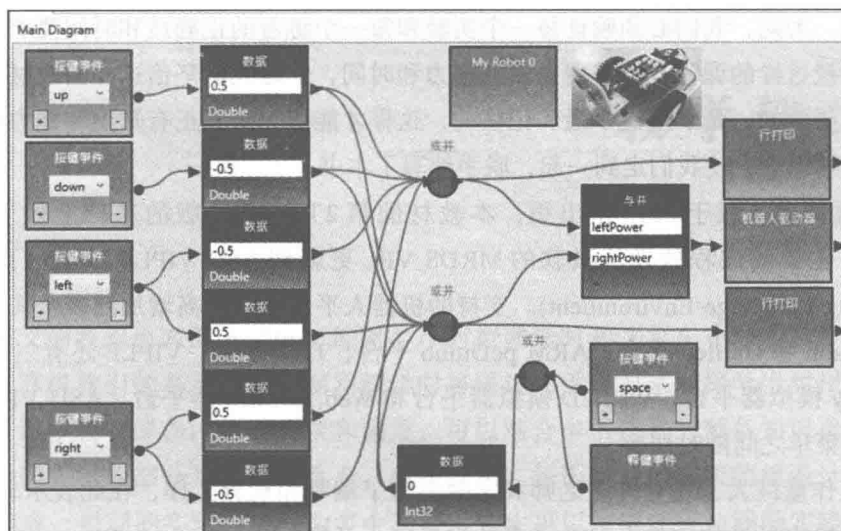 Main Diagram
按键事件
up
+ -
数据
0.5
Double
My Robot 0
按键事件
down
+ -
数据
-0.5
Double
或并
行打印
按键事件
left
+ -
数据
-0.5
Double
与并
leftPower
rightPower
机器人驱动器
数据
0.5
Double
或并
行打印
或并
按键事件
space
+ -
按键事件
right
+ -
数据
0.5
Double
数据
-0.5
Double
数据
0
Int32
释健事件